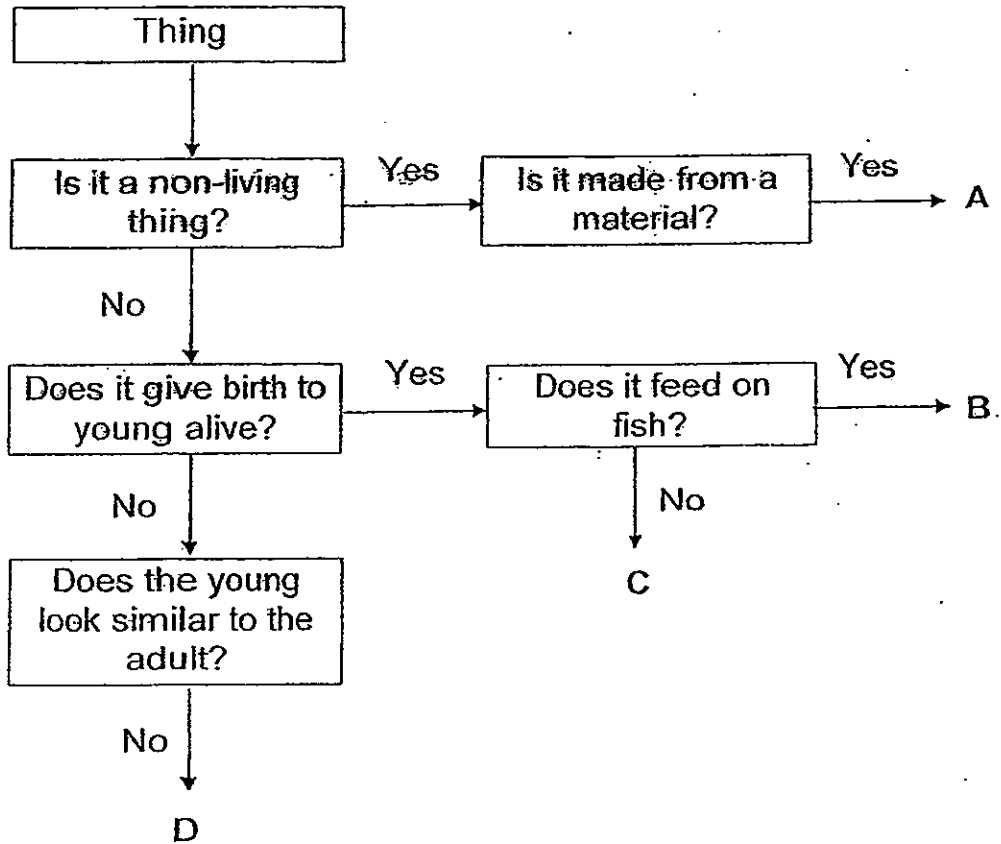 Thing
Is it a non-living
thing?
Yes
Is it made from a
material?
Yes
A
No
Does it give birth to
young alive?
Yes
Does it feed on
fish?
Yes
B
No
No
C
Does the young
look similar to the
adult?
No
D